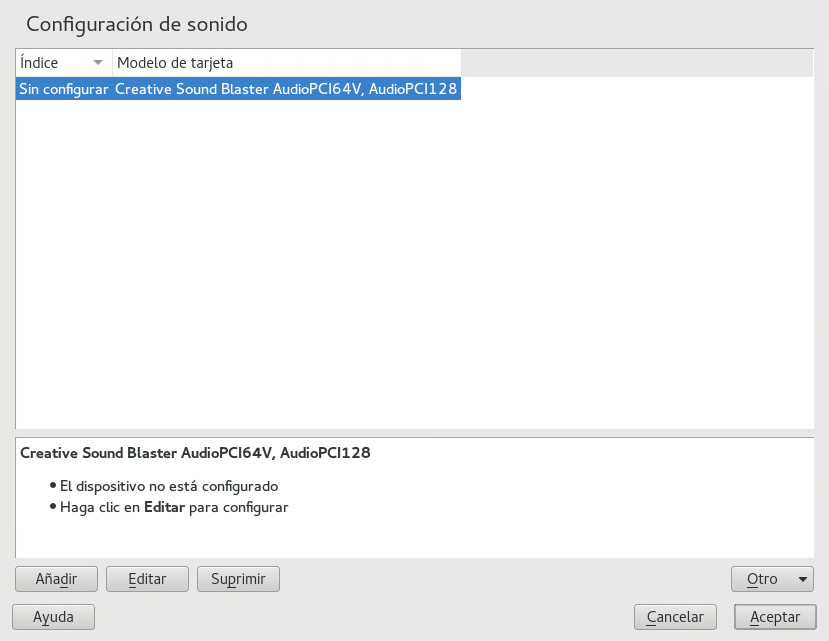 Configuración de sonido
Índice Modelo de tarjeta
Sin configurar Creative Sound Blaster AudioPCI64V, AudioPCI128
Creative Sound Blaster AudioPCI64V, AudioPCI128
• El dispositivo no está configurado
• Haga clic en Editar para configurar
Añadir Editar Suprimir Otro
Ayuda Cancelar Aceptar